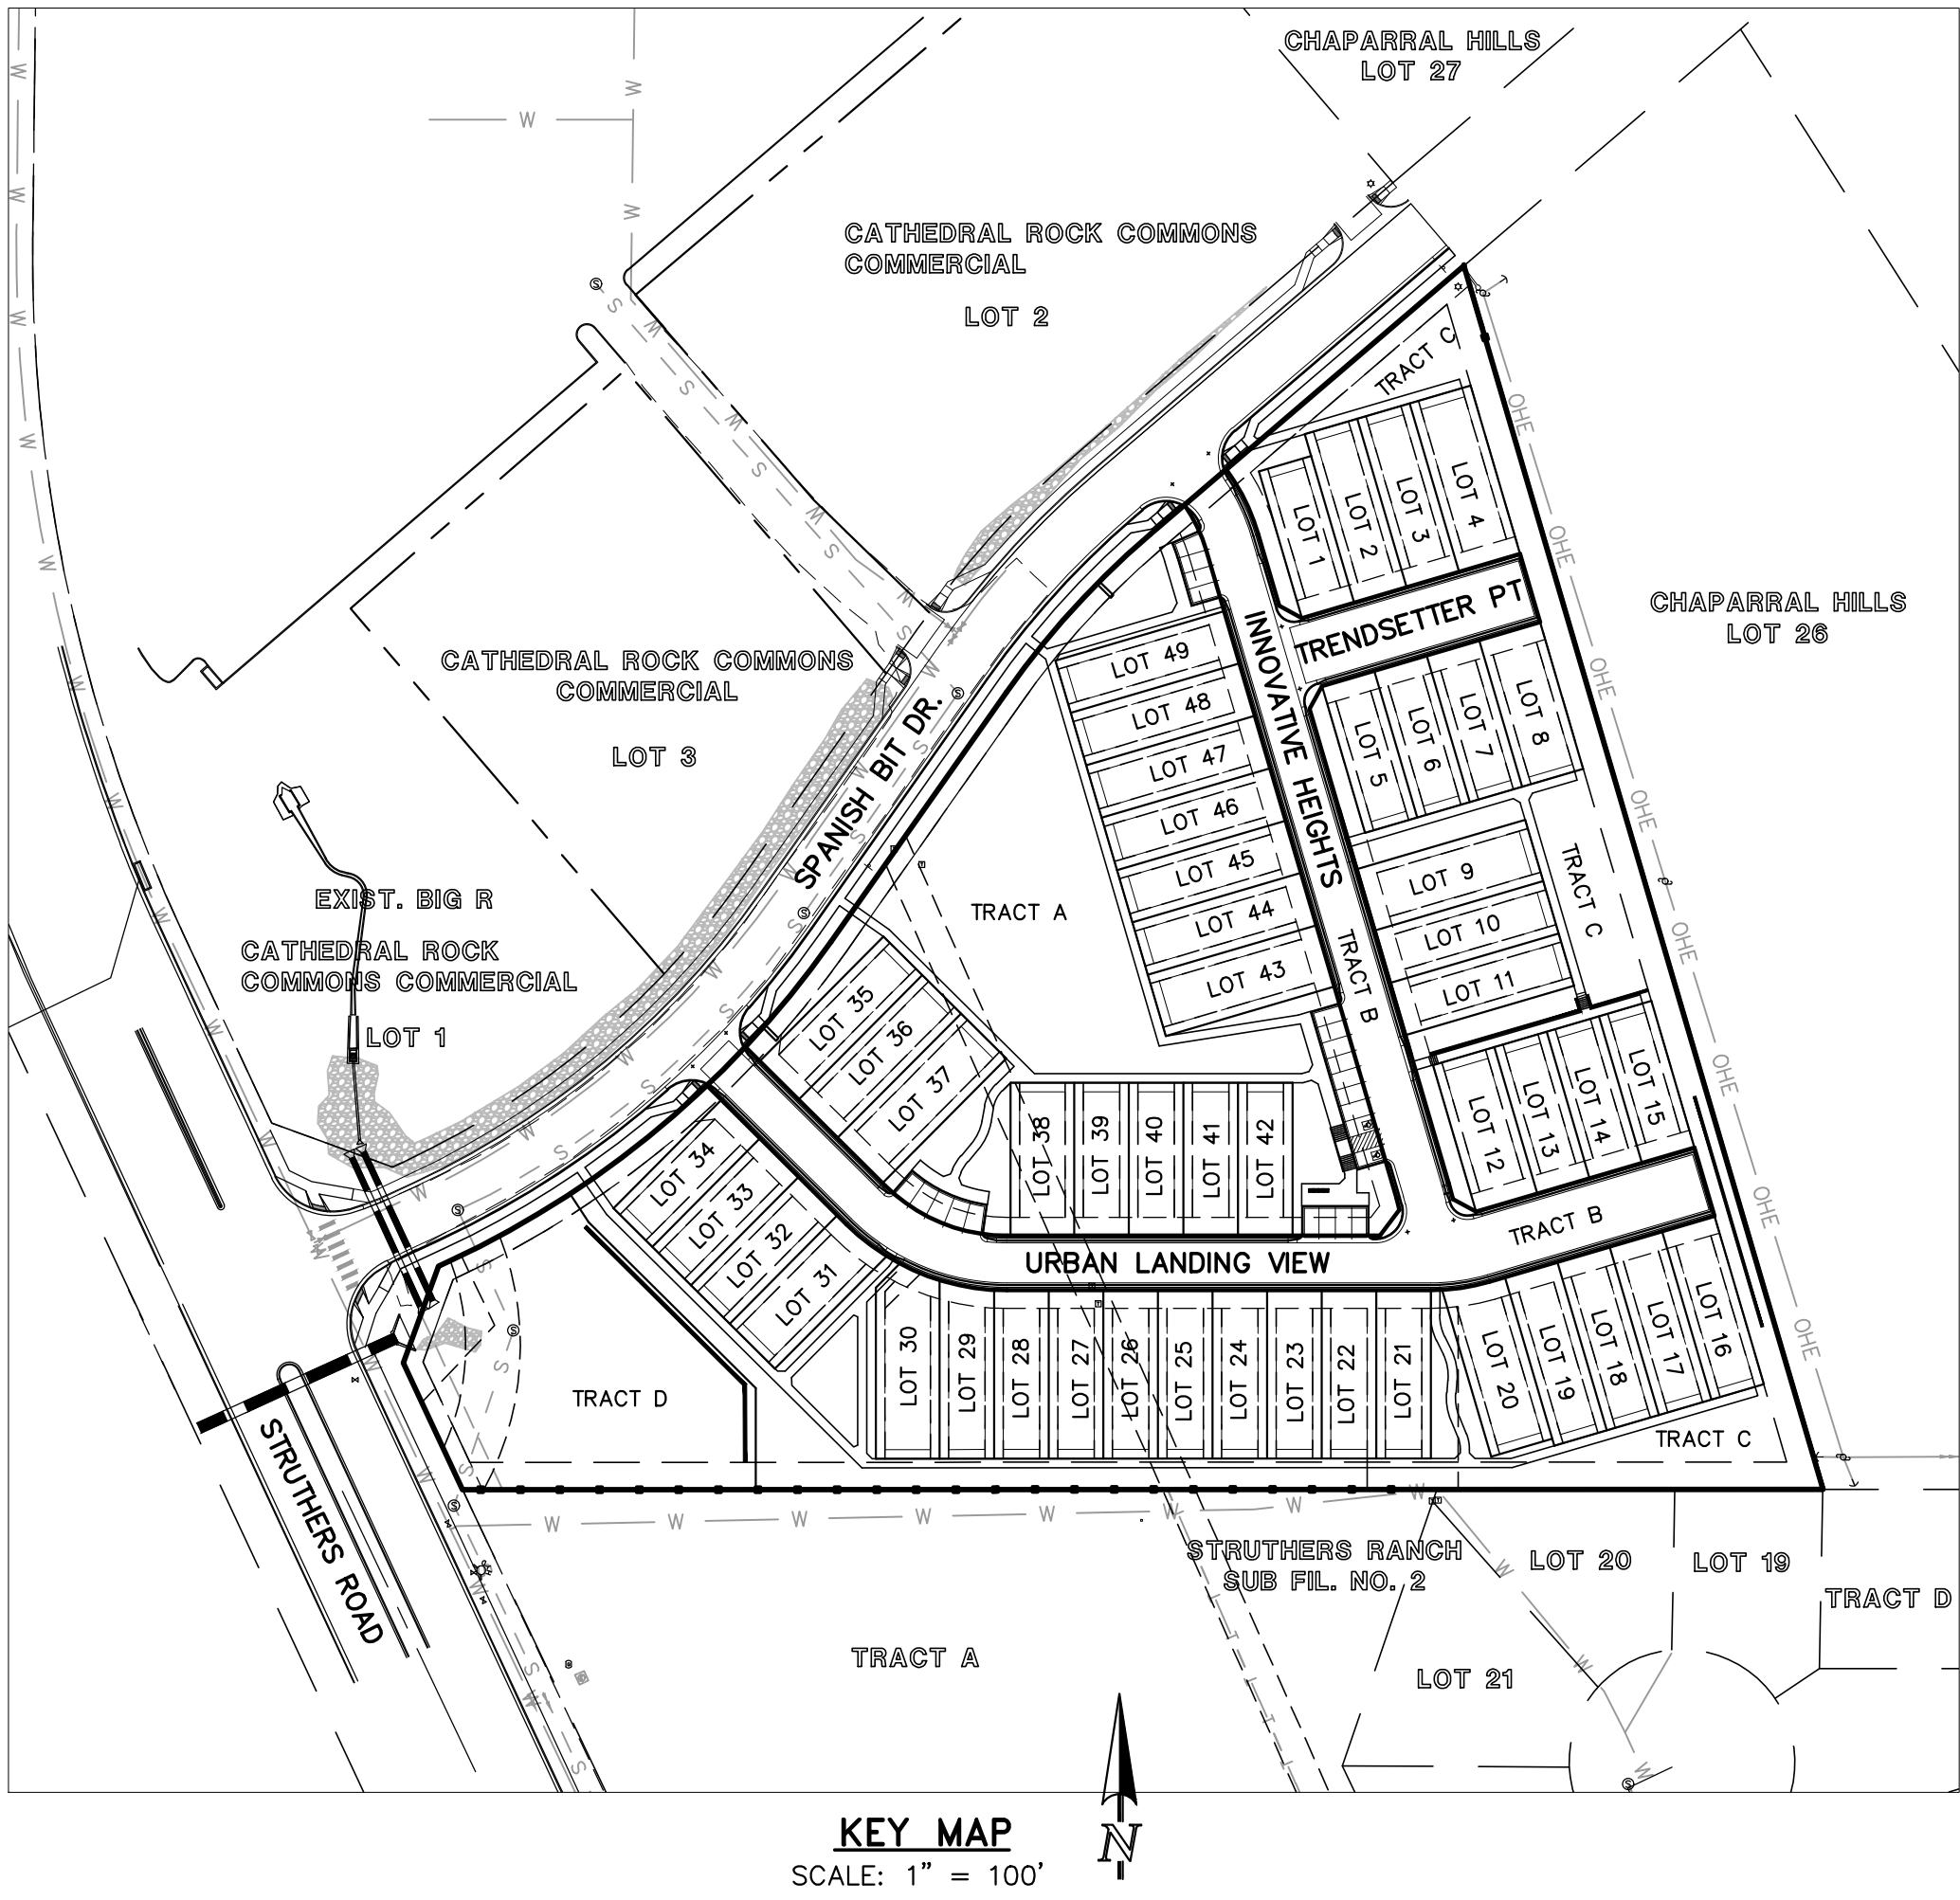 CHAPARRAL HILLS
LOT 27
CATHEDRAL ROCK COMMONS
COMMERCIAL
LOT 2
TRACT C
LOT 1
LOT 2
LOT 3
LOT 4
TRENDSETTER PT
CHAPARRAL HILLS
LOT 26
CATHEDRAL ROCK COMMONS
COMMERCIAL
LOT 3
SPANISH BIT DR.
INNOVATIVE HEIGHTS
LOT 49
LOT 48
LOT 47
LOT 46
LOT 45
LOT 44
LOT 43
LOT 5
LOT 6
LOT 7
LOT 8
LOT 9
LOT 10
LOT 11
TRACT C
TRACT A
TRACT B
EXIST. BIG R
CATHEDRAL ROCK
COMMONS COMMERCIAL
LOT 1
LOT 35
LOT 36
LOT 37
LOT 38
LOT 39
LOT 40
LOT 41
LOT 42
LOT 12
LOT 13
LOT 14
LOT 15
LOT 34
LOT 33
LOT 32
LOT 31
URBAN LANDING VIEW
TRACT B
LOT 30
LOT 29
LOT 28
LOT 27
LOT 26
LOT 25
LOT 24
LOT 23
LOT 22
LOT 21
LOT 20
LOT 19
LOT 18
LOT 17
LOT 16
TRACT D
TRACT C
STRUTHERS ROAD
STRUTHERS RANCH
SUB FIL. NO. 2
LOT 20
LOT 19
TRACT D
TRACT A
LOT 21
OHE
OHE
OHE
OHE
OHE
OHE
OHE
OHE
KEY MAP
SCALE: 1" = 100'
N